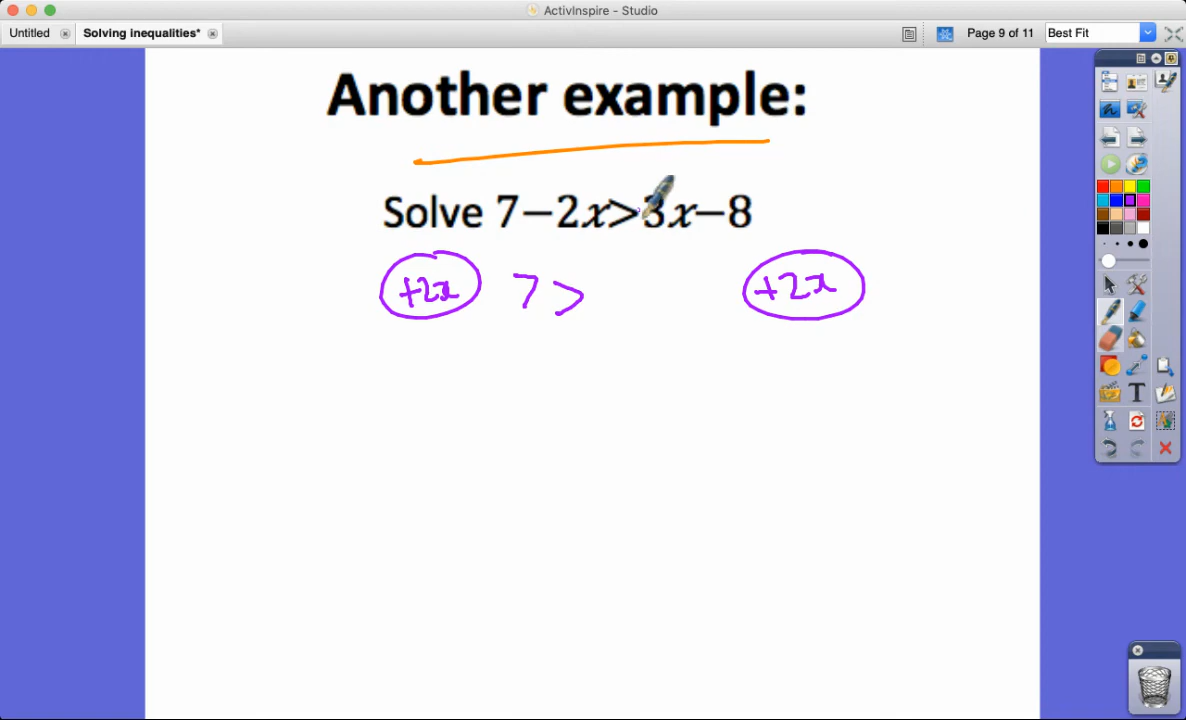 ActivInspire - Studio
Untitled Solving inequalities* Page 9 of 11 Best Fit
Another example:
Solve 7−2x>3x−8
+2x 7 > +2x
T